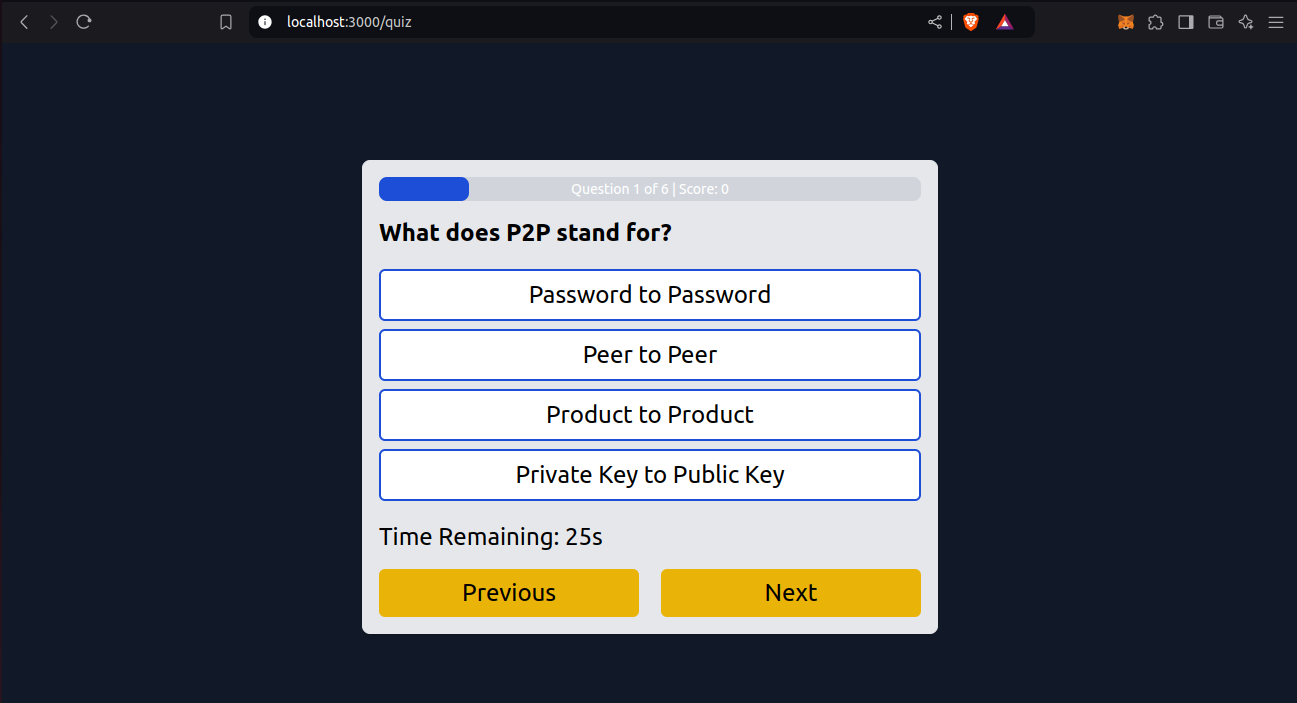 localhost:3000/quiz
Question 1 of 6 | Score: 0
What does P2P stand for?
Password to Password
Peer to Peer
Product to Product
Private Key to Public Key
Time Remaining: 25s
Previous
Next